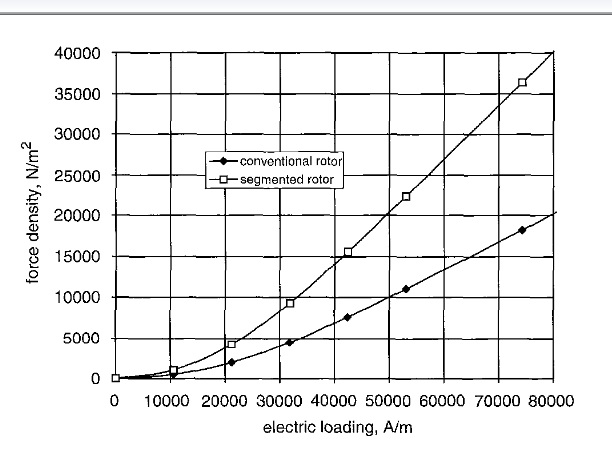 40000
35000
30000
25000
20000
15000
10000
5000
0
force density, N/m²
conventional rotor
segmented rotor
0 10000 20000 30000 40000 50000 60000 70000 80000
electric loading, A/m